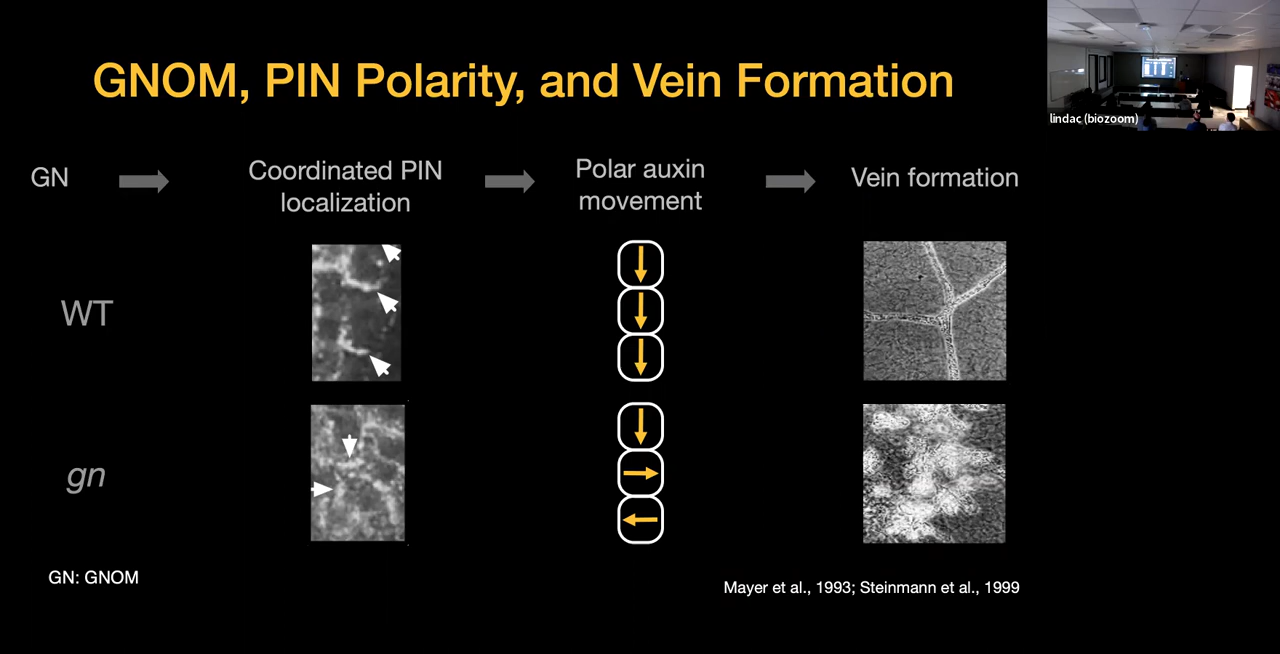 GNOM, PIN Polarity, and Vein Formation
lindac (biozoom)
GN
Coordinated PIN
localization
Polar auxin
movement
Vein formation
WT
gn
GN: GNOM
Mayer et al., 1993; Steinmann et al., 1999